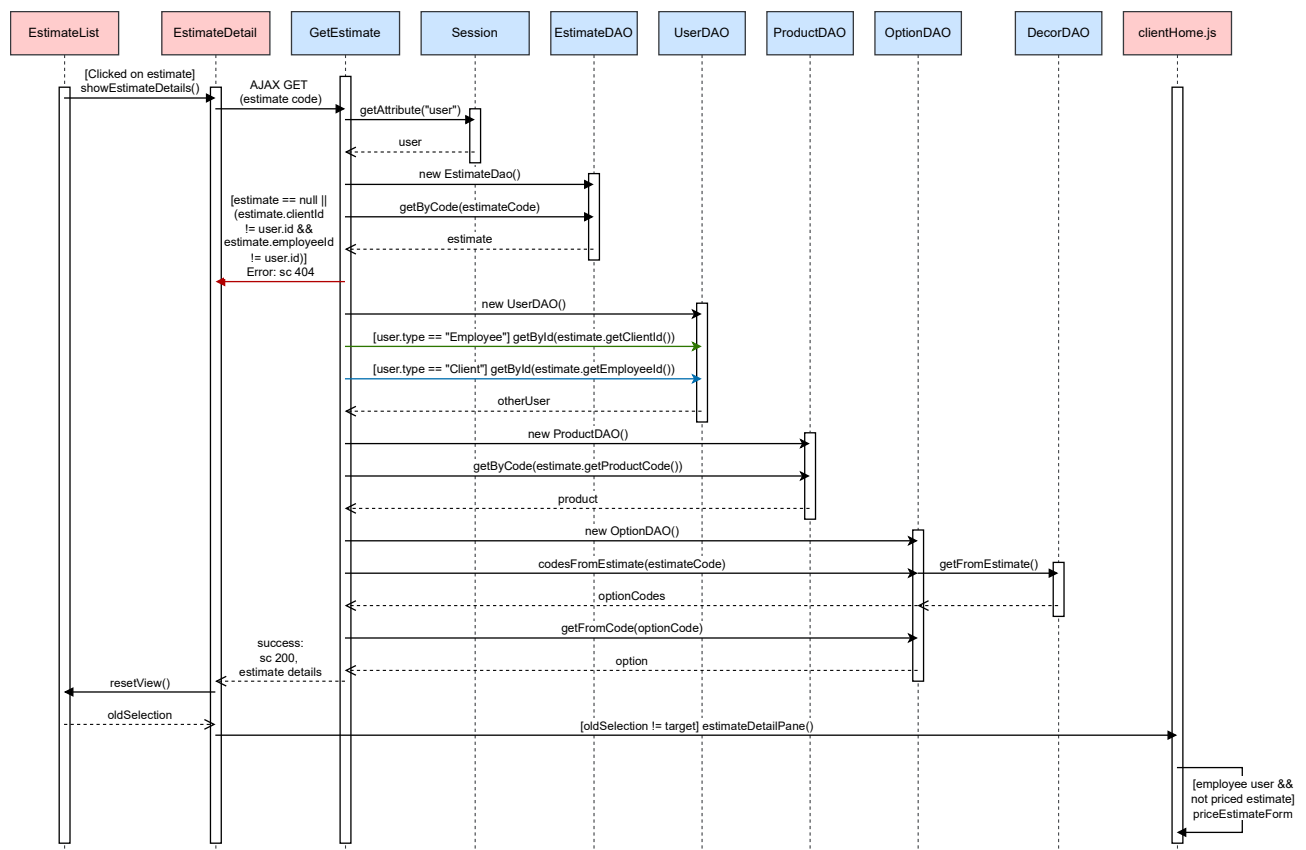 EstimateList
EstimateDetail
GetEstimate
Session
EstimateDAO
UserDAO
ProductDAO
OptionDAO
DecorDAO
clientHome.js
[Clicked on estimate]
showEstimateDetails()
AJAX GET
(estimate code)
getAttribute("user")
user
new EstimateDao()
[estimate == null ||
(estimate.clientId
!= user.id &&
estimate.employeeId
!= user.id)]
Error: sc 404
getByCode(estimateCode)
estimate
new UserDAO()
[user.type == "Employee"] getById(estimate.getClientId())
[user.type == "Client"] getById(estimate.getEmployeeId())
otherUser
new ProductDAO()
getByCode(estimate.getProductCode())
product
new OptionDAO()
codesFromEstimate(estimateCode)
getFromEstimate()
optionCodes
getFromCode(optionCode)
option
success:
sc 200,
estimate details
resetView()
oldSelection
[oldSelection != target] estimateDetailPane()
[employee user &&
not priced estimate]
priceEstimateForm